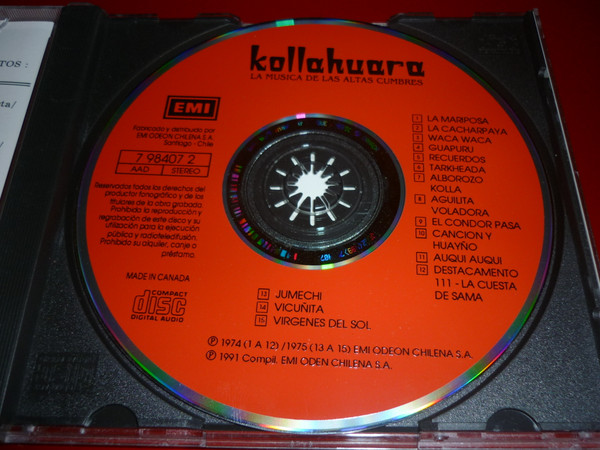 TOS :
ta/
kollahuara
LA MUSICA DE LAS ALTAS CUMBRES
EMI
Fabricado y distribuido por
EMI ODEON CHILENA S.A.
Santiago - Chile
7 98407 2
AAD STEREO
Reservados todos los derechos del
productor fonográfico y de los
titulares de la obra grabada.
Prohibida la reproducción y
regrabación de este disco y su
utilización para la ejecución
pública y radioteledifusión.
Prohibido su alquiler, canje o
préstamo.
MADE IN CANADA
COMPACT
disc
DIGITAL AUDIO
1 LA MARIPOSA
2 LA CACHARPAYA
3 WACA WACA
4 GUAPURU
5 RECUERDOS
6 TARKHEADA
7 ALBOROZO
KOLLA
8 AGUILITA
VOLADORA
9 EL CONDOR PASA
10 CANCION Y
HUAYÑO
11 AUQUI AUQUI
12 DESTACAMENTO
111 - LA CUESTA
DE SAMA
13 JUMECHI
14 VICUÑITA
15 VIRGENES DEL SOL
Ⓟ 1974 (1 A 12) / 1975 (13 A 15) EMI ODEON CHILENA S.A.
Ⓟ 1991 Compil. EMI ODEN CHILENA S.A.